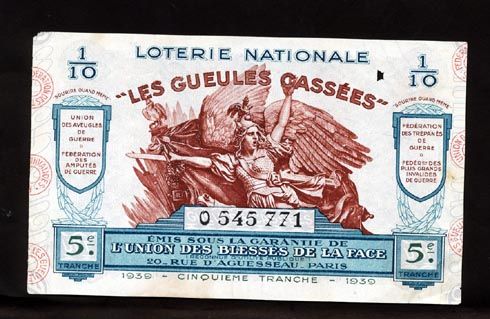 LOTERIE NATIONALE
1/10
1/10
"LES GUEULES CASSÉES"
SOURIRE QUAND MÊME
SOURIRE QUAND MÊME
UNION
DES AVEUGLES
DE
GUERRE
FÉDÉRATION
DES
AMPUTÉS
DE GUERRE
FÉDÉRATION
DES TRÉPANÉS
DE
GUERRE
FÉDÉR. DES
PLUS GRANDS
INVALIDES
DE GUERRE
0 545 771
5.e
TRANCHE
5.e
TRANCHE
ÉMIS SOUS LA GARANTIE DE
L'UNION DES BLESSÉS DE LA FACE
20, RUE D'AGUESSEAU, PARIS
1939 - CINQUIÈME TRANCHE - 1939